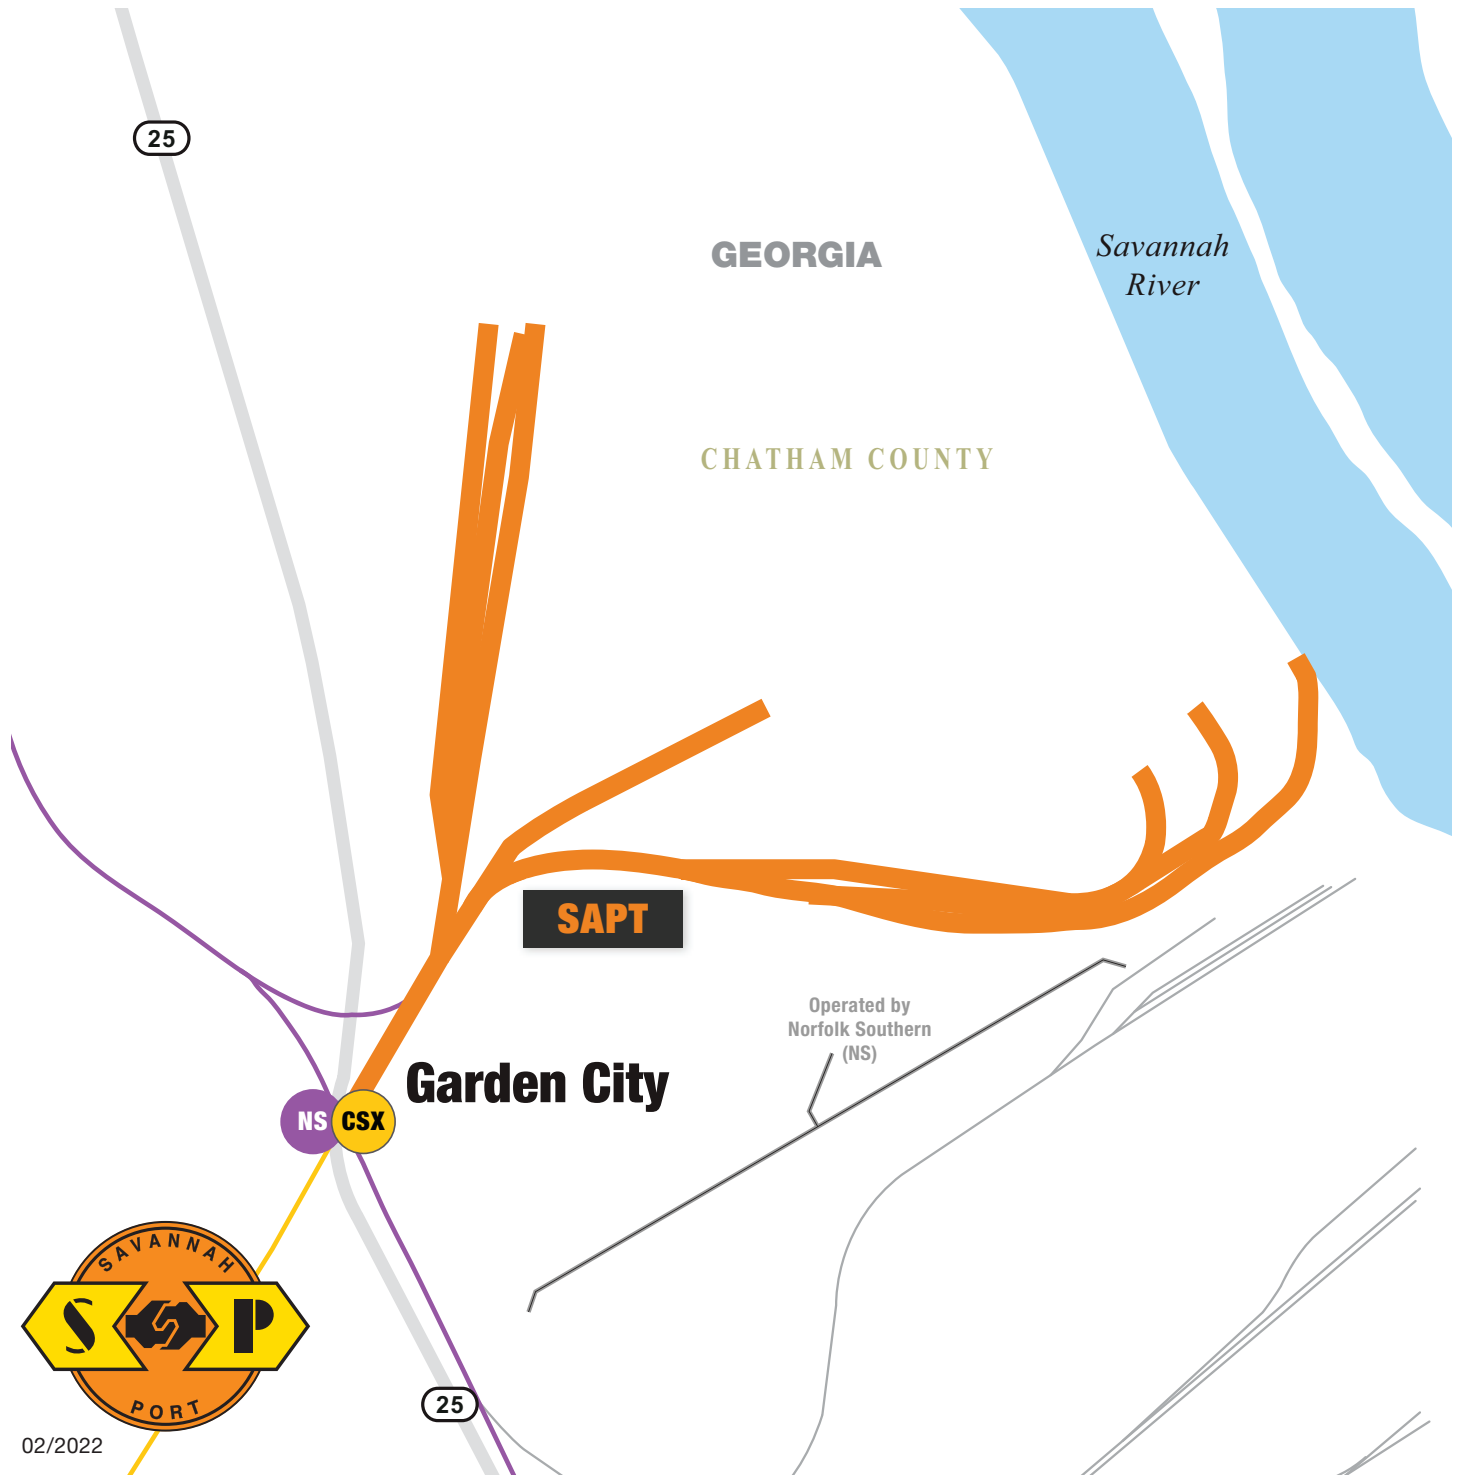 25
GEORGIA
Savannah
River
CHATHAM COUNTY
SAPT
Operated by
Norfolk Southern
(NS)
Garden City
NS CSX
SAVANNAH
S P
PORT
25
02/2022